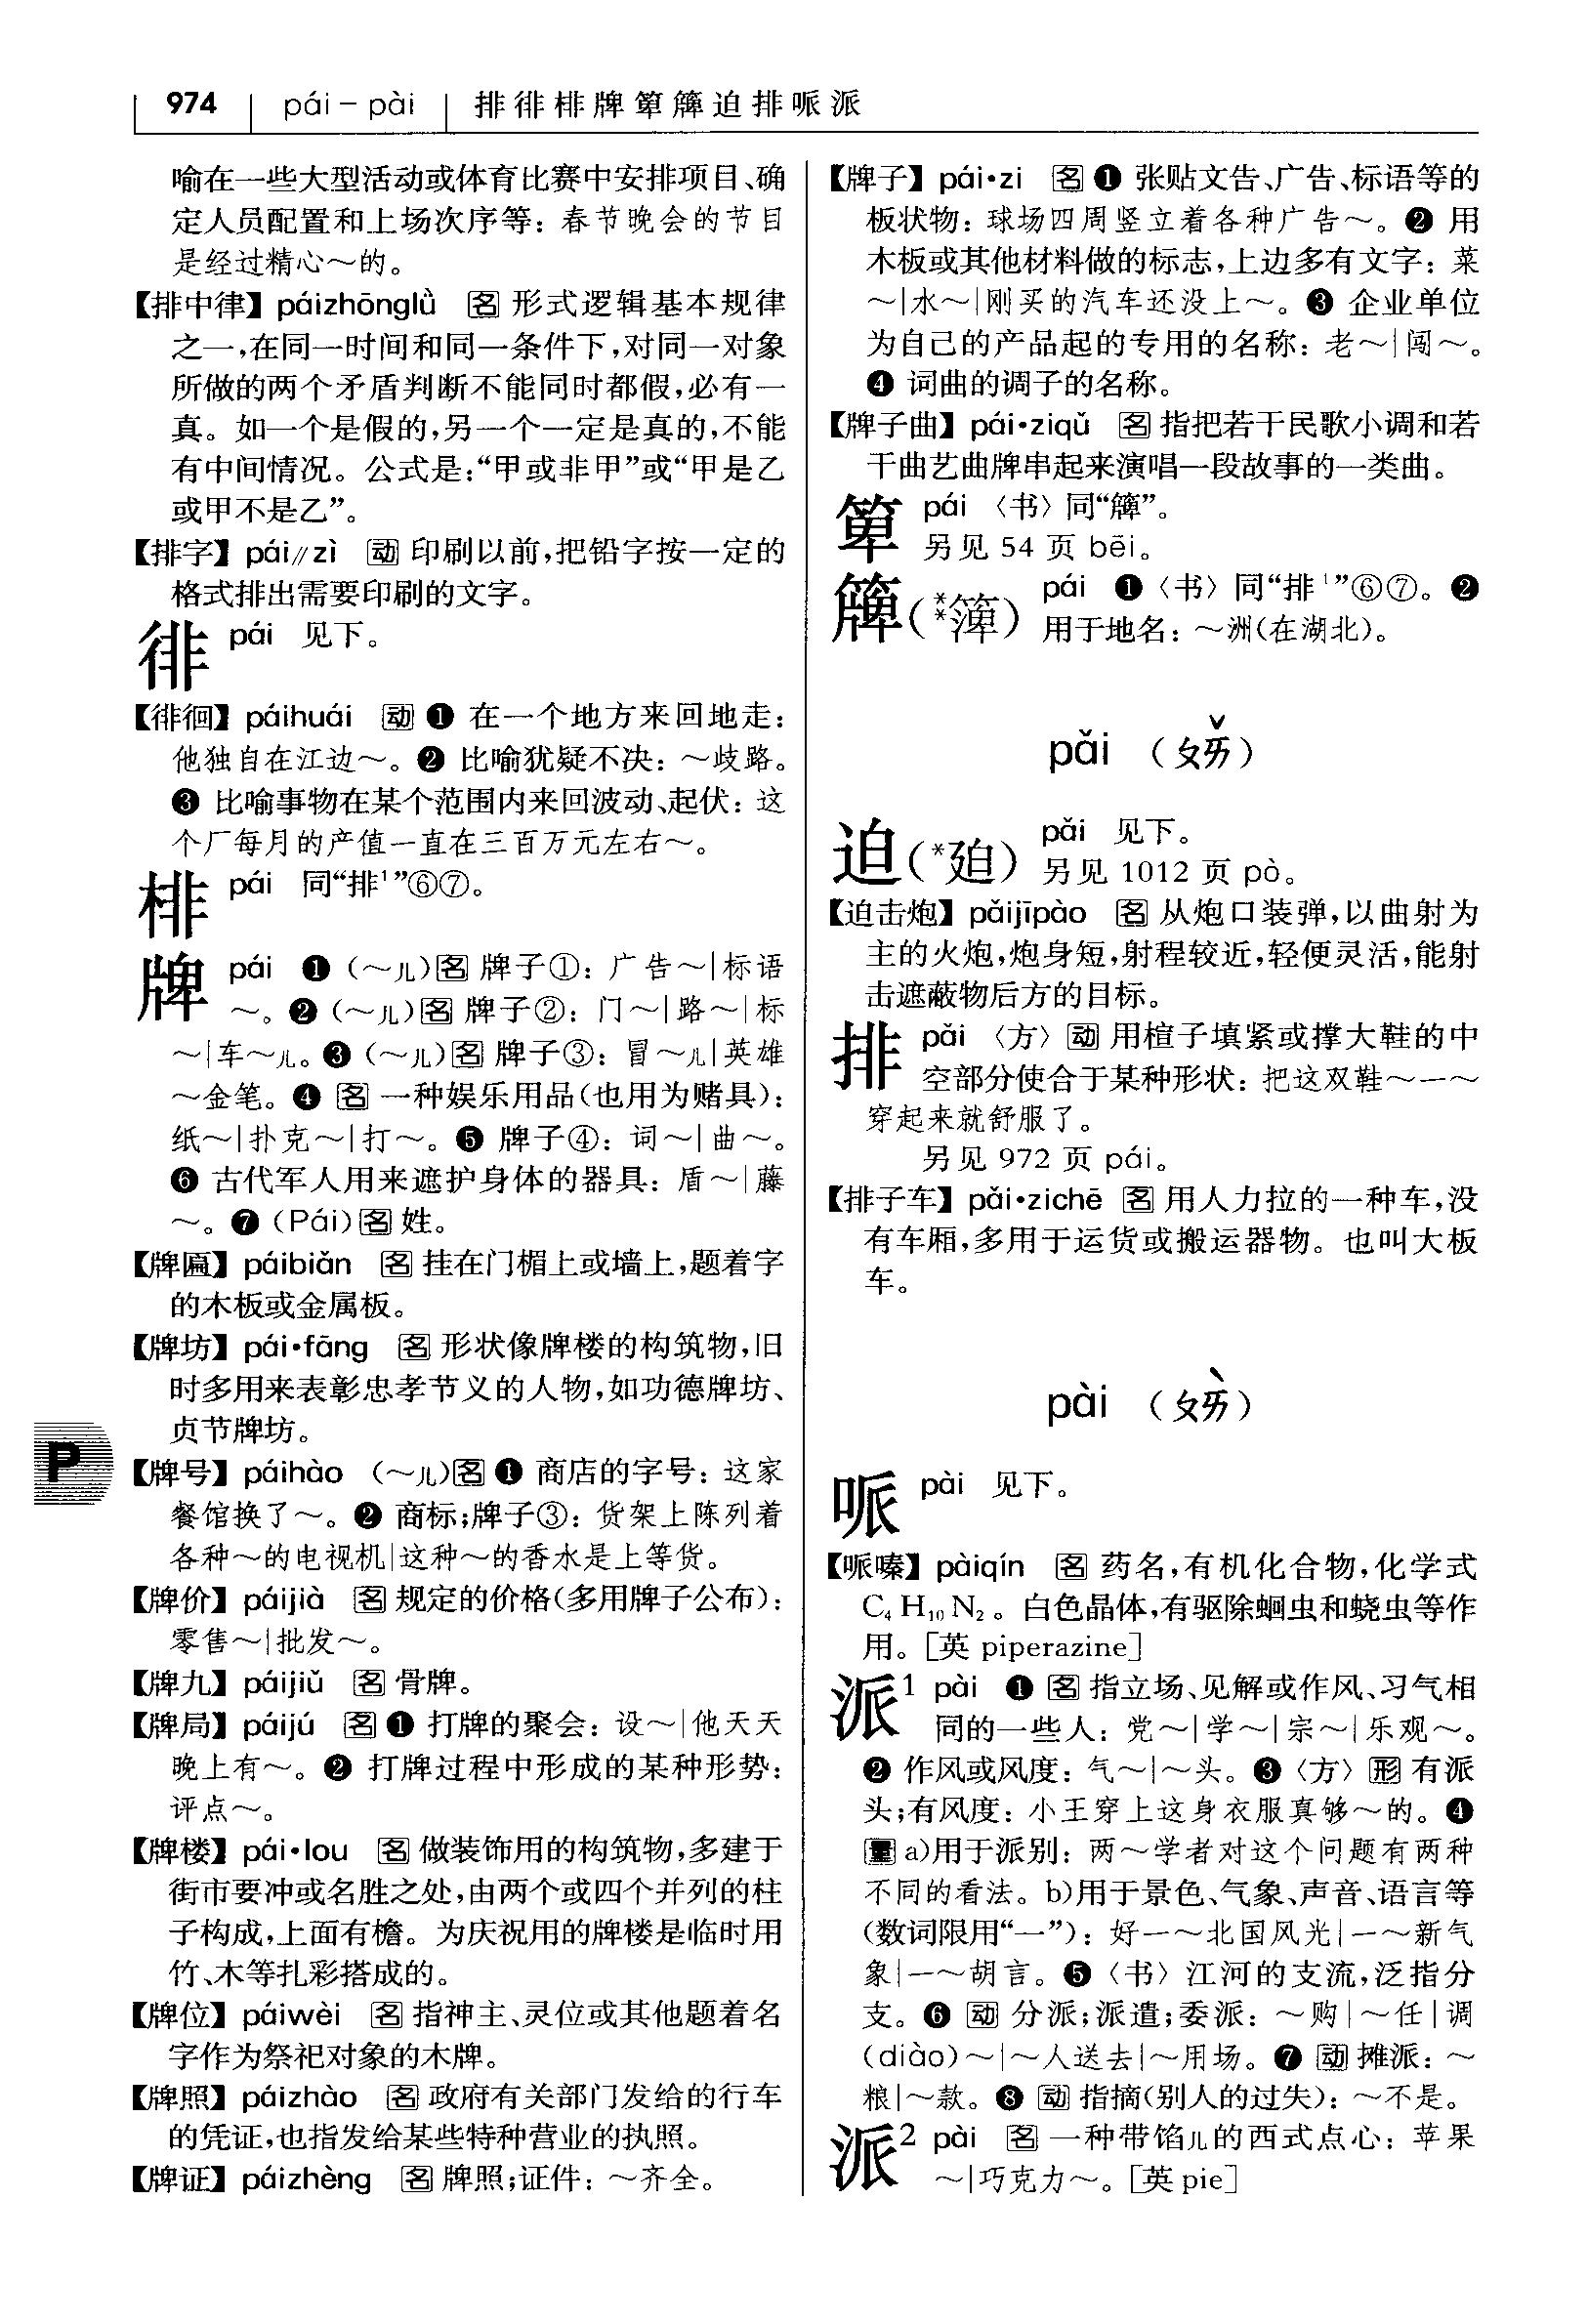 974 pái – pài 排徘棑牌箄簰迫排哌派
喻在一些大型活动或体育比赛中安排项目、确
定人员配置和上场次序等：春节晚会的节目
是经过精心～的。
【排中律】páizhōnglǜ 名 形式逻辑基本规律
之一，在同一时间和同一条件下，对同一对象
所做的两个矛盾判断不能同时都假，必有一
真。如一个是假的，另一个一定是真的，不能
有中间情况。公式是：“甲或非甲”或“甲是乙
或甲不是乙”。
【排字】pái//zì 动 印刷以前，把铅字按一定的
格式排出需要印刷的文字。
徘 pái 见下。
【徘徊】páihuái 动 ❶ 在一个地方来回地走：
他独自在江边～。❷ 比喻犹疑不决：～歧路。
❸ 比喻事物在某个范围内来回波动、起伏：这
个厂每月的产值一直在三百万元左右～。
棑 pái 同“排¹”⑥⑦。
牌 pái ❶（～儿）名 牌子①：广告～|标语
～。❷（～儿）名 牌子②：门～|路～|标
～|车～儿。❸（～儿）名 牌子③：冒～儿|英雄
～金笔。❹ 名 一种娱乐用品（也用为赌具）：
纸～|扑克～|打～。❺ 牌子④：词～|曲～。
❻ 古代军人用来遮护身体的器具：盾～|藤
～。❼（Pái）名 姓。
【牌匾】páibiǎn 名 挂在门楣上或墙上，题着字
的木板或金属板。
【牌坊】pái•fāng 名 形状像牌楼的构筑物，旧
时多用来表彰忠孝节义的人物，如功德牌坊、
贞节牌坊。
P
【牌号】páihào （～儿）名 ❶ 商店的字号：这家
餐馆换了～。❷ 商标；牌子③：货架上陈列着
各种～的电视机|这种～的香水是上等货。
【牌价】páijià 名 规定的价格（多用牌子公布）：
零售～|批发～。
【牌九】páijiǔ 名 骨牌。
【牌局】páijú 名 ❶ 打牌的聚会：设～|他天天
晚上有～。❷ 打牌过程中形成的某种形势：
评点～。
【牌楼】pái•lou 名 做装饰用的构筑物，多建于
街市要冲或名胜之处，由两个或四个并列的柱
子构成，上面有檐。为庆祝用的牌楼是临时用
竹、木等扎彩搭成的。
【牌位】páiwèi 名 指神主、灵位或其他题着名
字作为祭祀对象的木牌。
【牌照】páizhào 名 政府有关部门发给的行车
的凭证，也指发给某些特种营业的执照。
【牌证】páizhèng 名 牌照；证件：～齐全。
【牌子】pái•zi 名 ❶ 张贴文告、广告、标语等的
板状物：球场四周竖立着各种广告～。❷ 用
木板或其他材料做的标志，上边多有文字：菜
～|水～|刚买的汽车还没上～。❸ 企业单位
为自己的产品起的专用的名称：老～|闯～。
❹ 词曲的调子的名称。
【牌子曲】pái•ziqǔ 名 指把若干民歌小调和若
干曲艺曲牌串起来演唱一段故事的一类曲。
箄 pái 〈书〉同“簰”。
另见 54 页 bēi。
簰（**簿） pái ❶〈书〉同“排¹”⑥⑦。❷
用于地名：～洲（在湖北）。
pǎi （ㄆㄞˇ）
迫（*廹） pǎi 见下。
另见 1012 页 pò。
【迫击炮】pǎijīpào 名 从炮口装弹，以曲射为
主的火炮，炮身短，射程较近，轻便灵活，能射
击遮蔽物后方的目标。
排 pǎi 〈方〉动 用楦子填紧或撑大鞋的中
空部分使合于某种形状：把这双鞋～一～
穿起来就舒服了。
另见 972 页 pái。
【排子车】pǎi•zichē 名 用人力拉的一种车，没
有车厢，多用于运货或搬运器物。也叫大板
车。
pài （ㄆㄞˋ）
哌 pài 见下。
【哌嗪】pàiqín 名 药名，有机化合物，化学式
C₄H₁₀N₂。白色晶体，有驱除蛔虫和蛲虫等作
用。［英 piperazine］
派¹ pài ❶ 名 指立场、见解或作风、习气相
同的一些人：党～|学～|宗～|乐观～。
❷ 作风或风度：气～|～头。❸〈方〉形 有派
头；有风度：小王穿上这身衣服真够～的。❹
量 a)用于派别：两～学者对这个问题有两种
不同的看法。b)用于景色、气象、声音、语言等
（数词限用“一”）：好一～北国风光|一～新气
象|一～胡言。❺〈书〉江河的支流，泛指分
支。❻ 动 分派；派遣；委派：～购|～任|调
（diào）～|～人送去|～用场。❼ 动 摊派：～
粮|～款。❽ 动 指摘（别人的过失）：～不是。
派² pài 名 一种带馅儿的西式点心：苹果
～|巧克力～。［英 pie］